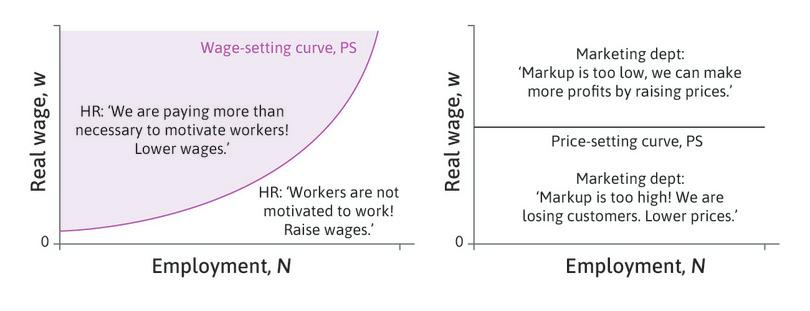 Wage-setting curve, PS
HR: ‘We are paying more than
necessary to motivate workers!
Lower wages.’
HR: ‘Workers are not
motivated to work!
Raise wages.’
Real wage, w
0
Employment, N
Marketing dept:
‘Markup is too low, we can make
more profits by raising prices.’
Price-setting curve, PS
Marketing dept:
‘Markup is too high! We are
losing customers. Lower prices.’
Real wage, w
0
Employment, N